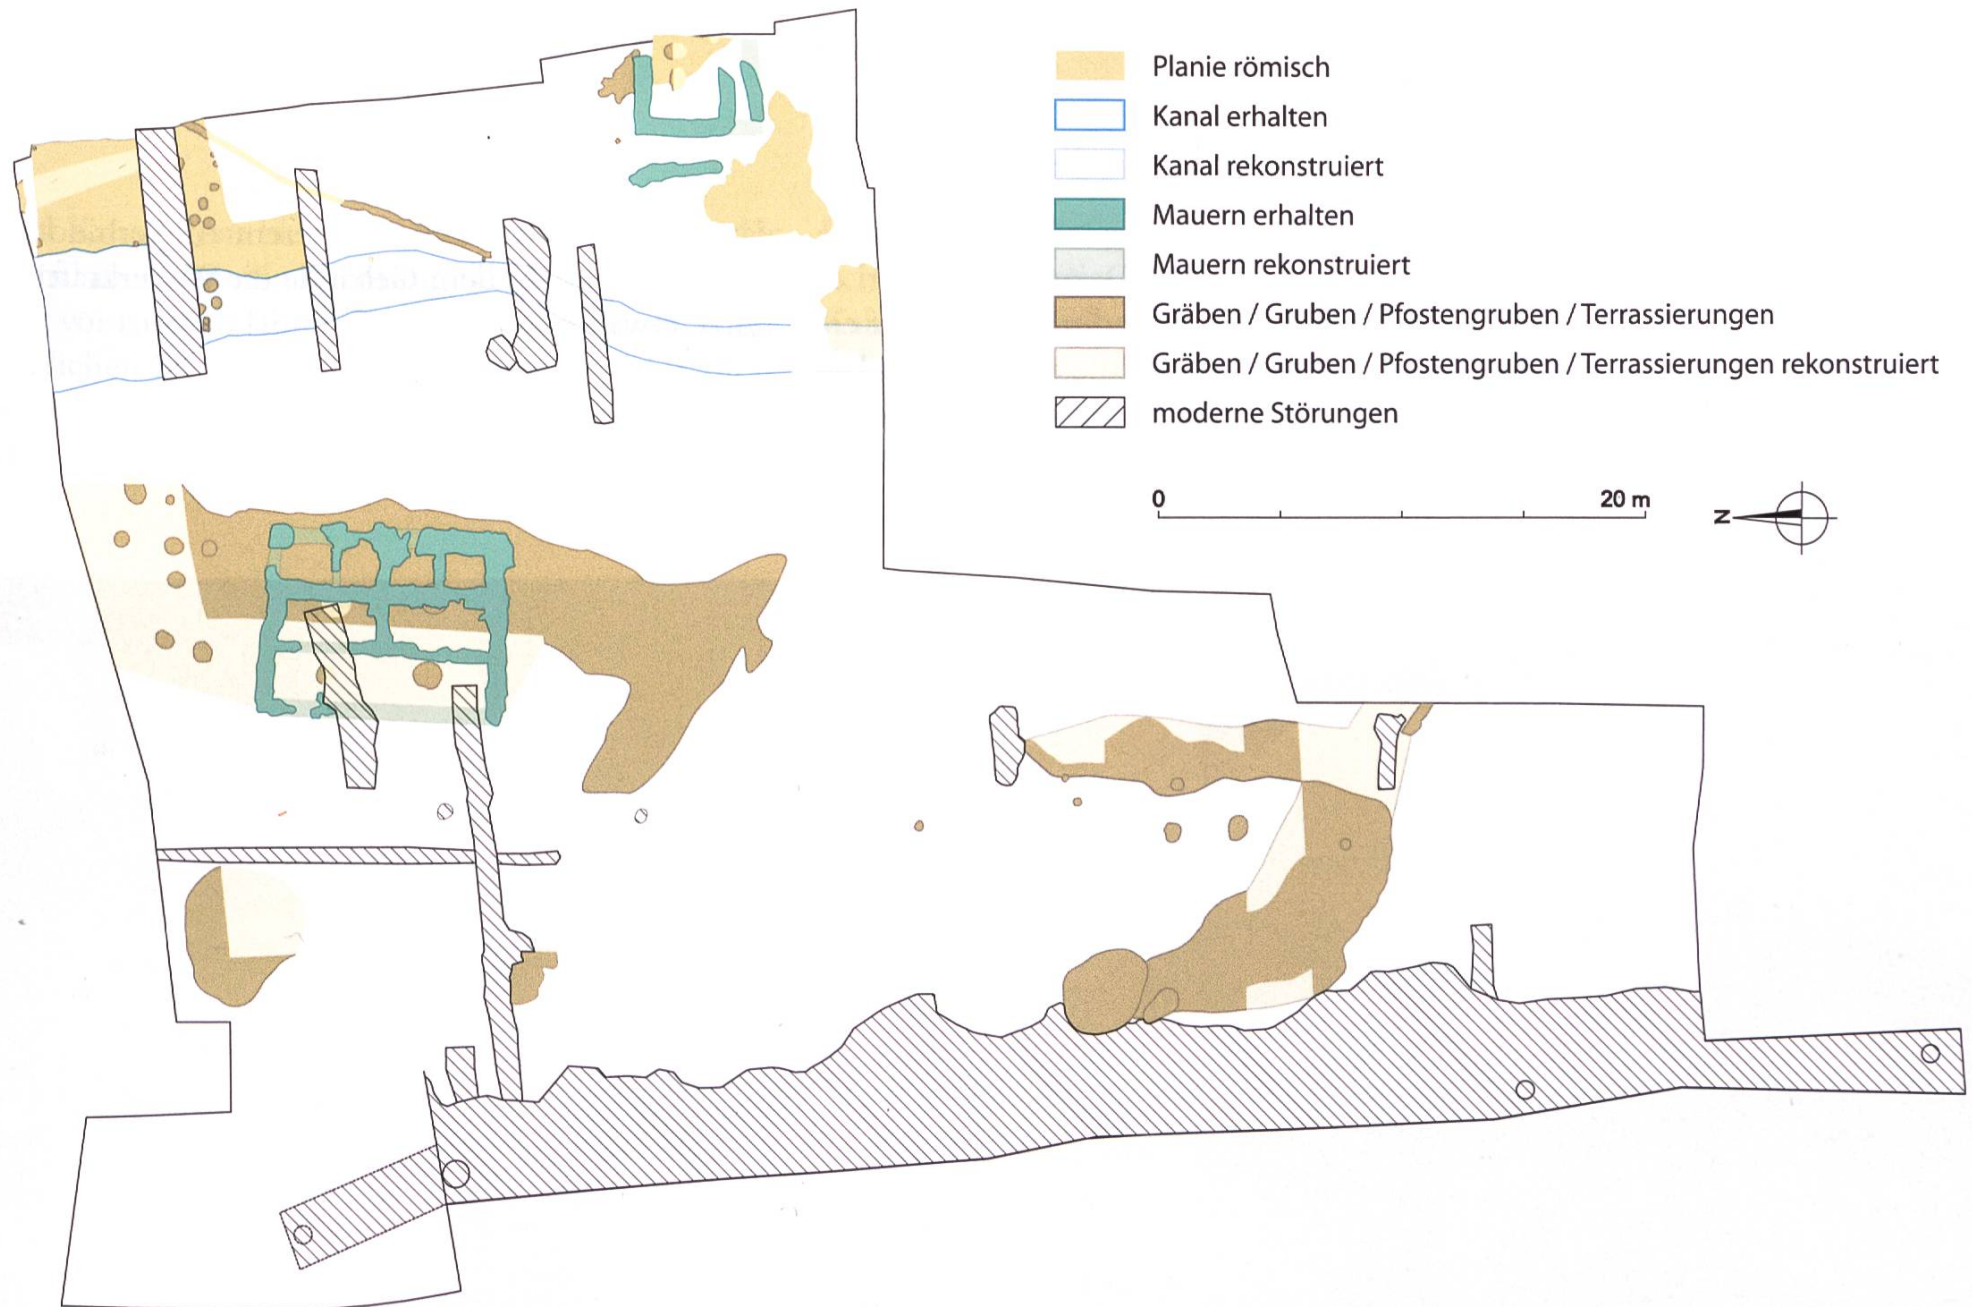 Planie römisch
Kanal erhalten
Kanal rekonstruiert
Mauern erhalten
Mauern rekonstruiert
Gräben / Gruben / Pfostengruben / Terrassierungen
Gräben / Gruben / Pfostengruben / Terrassierungen rekonstruiert
moderne Störungen
0 20 m
N